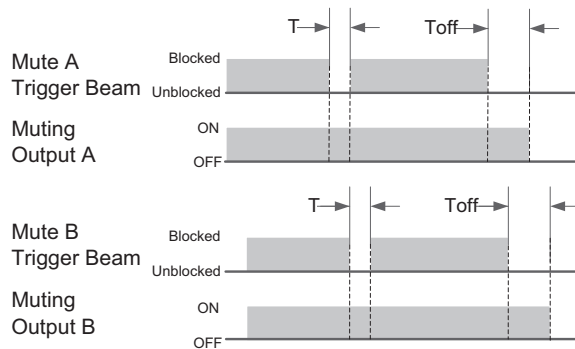 T
Toff
Mute A
Trigger Beam
Blocked
Unblocked
Muting
Output A
ON
OFF
T
Toff
Mute B
Trigger Beam
Blocked
Unblocked
Muting
Output B
ON
OFF